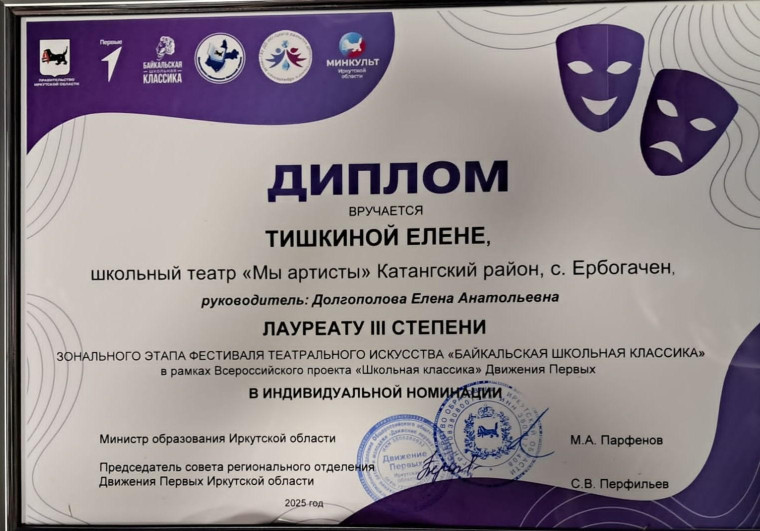 ПРАВИТЕЛЬСТВО
ИРКУТСКОЙ ОБЛАСТИ
Первые
БАЙКАЛЬСКАЯ
ШКОЛЬНАЯ
КЛАССИКА
МИНКУЛЬТ
Иркутской
области
ДИПЛОМ
ВРУЧАЕТСЯ
ТИШКИНОЙ ЕЛЕНЕ,
школьный театр «Мы артисты» Катангский район, с. Ербогачен,
руководитель: Долгополова Елена Анатольевна
ЛАУРЕАТУ III СТЕПЕНИ
ЗОНАЛЬНОГО ЭТАПА ФЕСТИВАЛЯ ТЕАТРАЛЬНОГО ИСКУССТВА «БАЙКАЛЬСКАЯ ШКОЛЬНАЯ КЛАССИКА»
в рамках Всероссийского проекта «Школьная классика» Движения Первых
В ИНДИВИДУАЛЬНОЙ НОМИНАЦИИ
Министр образования Иркутской области
М.А. Парфенов
Движение
Первых
Председатель совета регионального отделения
Движения Первых Иркутской области
С.В. Перфильев
2025 год